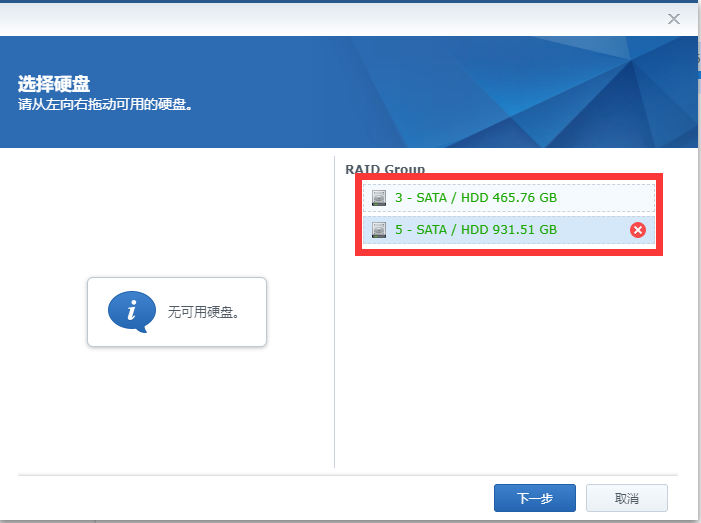 选择硬盘
请从左向右拖动可用的硬盘。
RAID Group
3 - SATA / HDD 465.76 GB
5 - SATA / HDD 931.51 GB
无可用硬盘。
下一步
取消